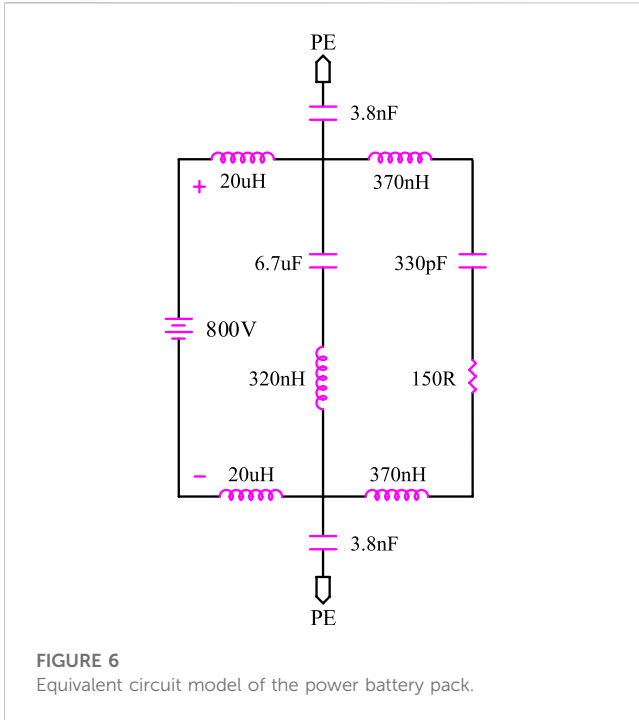 PE
3.8nF
20uH
370nH
6.7uF
330pF
800V
320nH
150R
20uH
370nH
3.8nF
PE
FIGURE 6
Equivalent circuit model of the power battery pack.